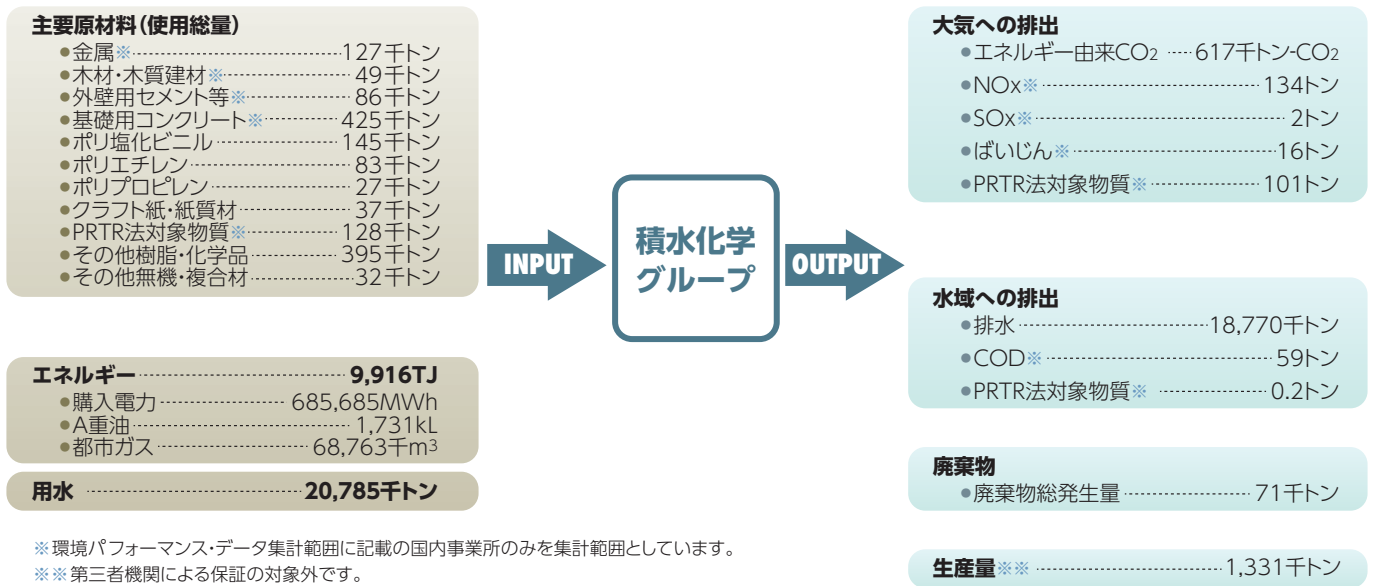 主要原材料（使用総量）
●金属※ 127千トン
●木材・木質建材※ 49千トン
●外壁用セメント等※ 86千トン
●基礎用コンクリート※ 425千トン
●ポリ塩化ビニル 145千トン
●ポリエチレン 83千トン
●ポリプロピレン 27千トン
●クラフト紙・紙質材 37千トン
●PRTR法対象物質※ 128千トン
●その他樹脂・化学品 395千トン
●その他無機・複合材 32千トン
エネルギー 9,916TJ
●購入電力 685,685MWh
●A重油 1,731kL
●都市ガス 68,763千m3
用水 20,785千トン
INPUT
積水化学
グループ
OUTPUT
大気への排出
●エネルギー由来CO2 617千トン-CO2
●NOx※ 134トン
●SOx※ 2トン
●ばいじん※ 16トン
●PRTR法対象物質※ 101トン
水域への排出
●排水 18,770千トン
●COD※ 59トン
●PRTR法対象物質※ 0.2トン
廃棄物
●廃棄物総発生量 71千トン
生産量※※ 1,331千トン
※環境パフォーマンス・データ集計範囲に記載の国内事業所のみを集計範囲としています。
※※第三者機関による保証の対象外です。